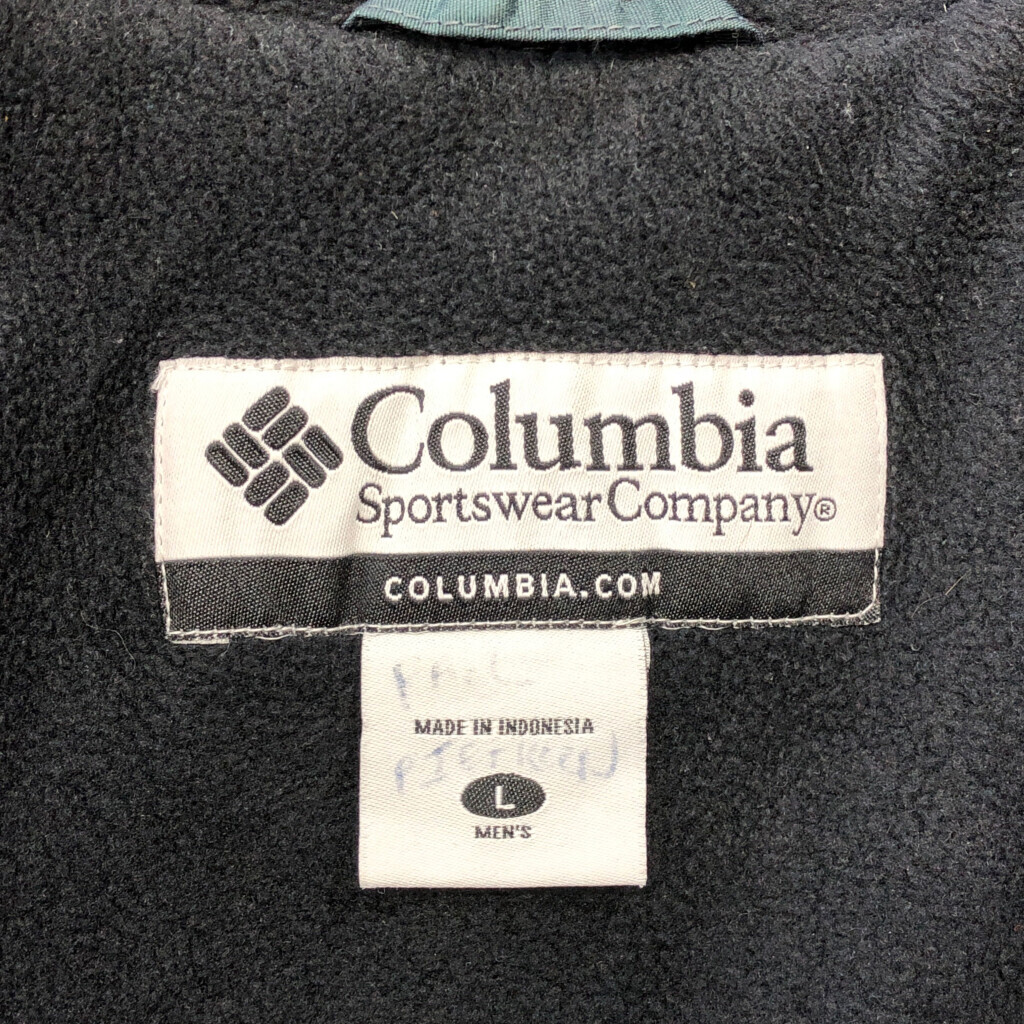 Columbia
Sportswear Company®
COLUMBIA.COM
MADE IN INDONESIA
L
MEN'S